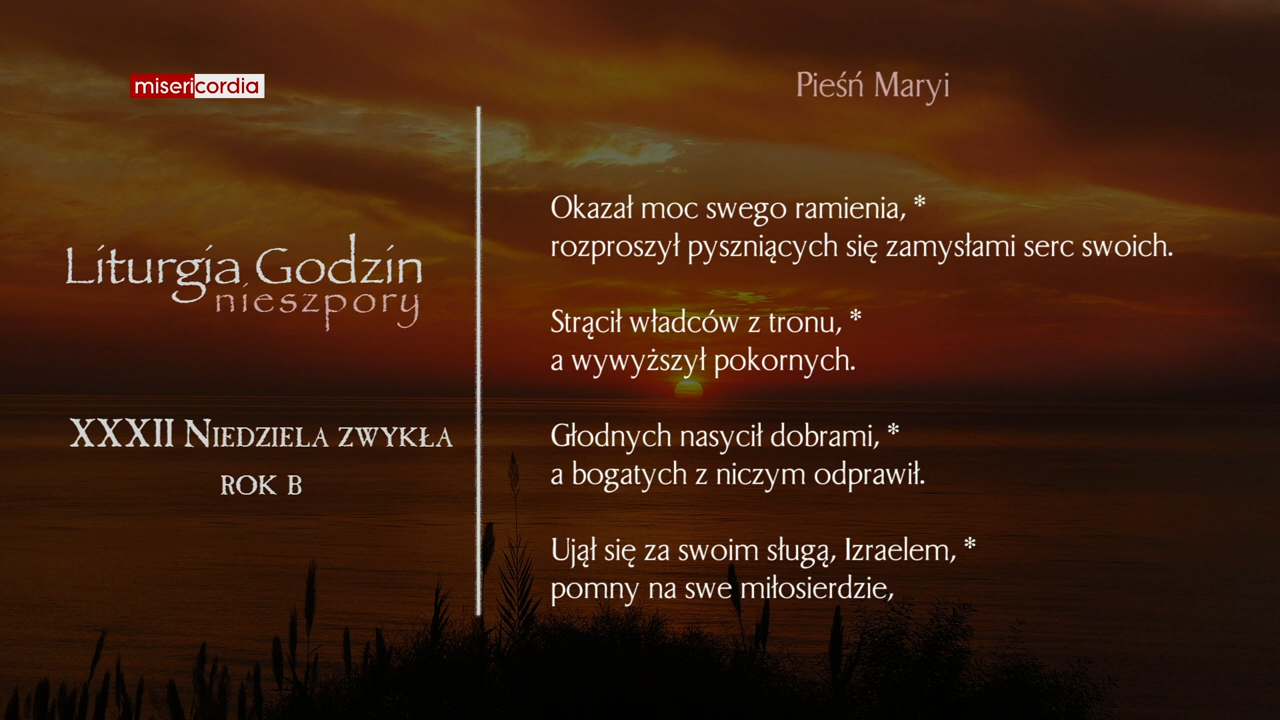 misericordia
Liturgia Godzin
nieszpory
XXXII Niedziela zwykła
rok B
Pieśń Maryi
Okazał moc swego ramienia, *
rozproszył pyszniących się zamysłami serc swoich.
Strącił władców z tronu, *
a wywyższył pokornych.
Głodnych nasycił dobrami, *
a bogatych z niczym odprawił.
Ujął się za swoim sługą, Izraelem, *
pomny na swe miłosierdzie,